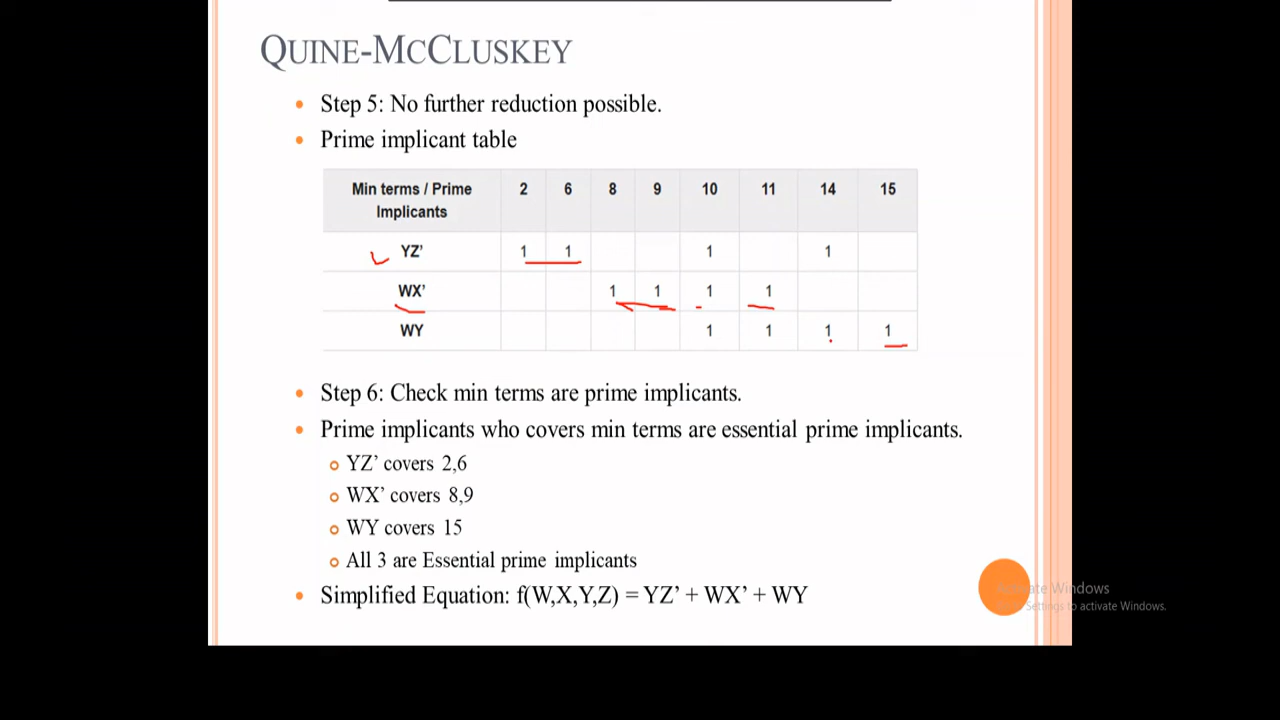 QUINE-MCCLUSKEY
Step 5: No further reduction possible.
Prime implicant table
Min terms / Prime Implicants 2 6 8 9 10 11 14 15
YZ’ 1 1 1 1
WX’ 1 1 1 1
WY 1 1 1 1
Step 6: Check min terms are prime implicants.
Prime implicants who covers min terms are essential prime implicants.
YZ’ covers 2,6
WX’ covers 8,9
WY covers 15
All 3 are Essential prime implicants
Simplified Equation: f(W,X,Y,Z) = YZ’ + WX’ + WY
Activate Windows
Settings to activate Windows.